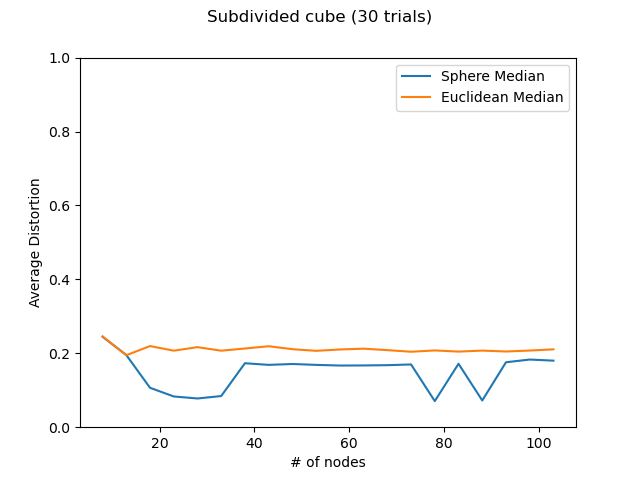 Subdivided cube (30 trials)
Sphere Median
Euclidean Median
1.0
0.8
0.6
0.4
0.2
0.0
Average Distortion
20
40
60
80
100
# of nodes